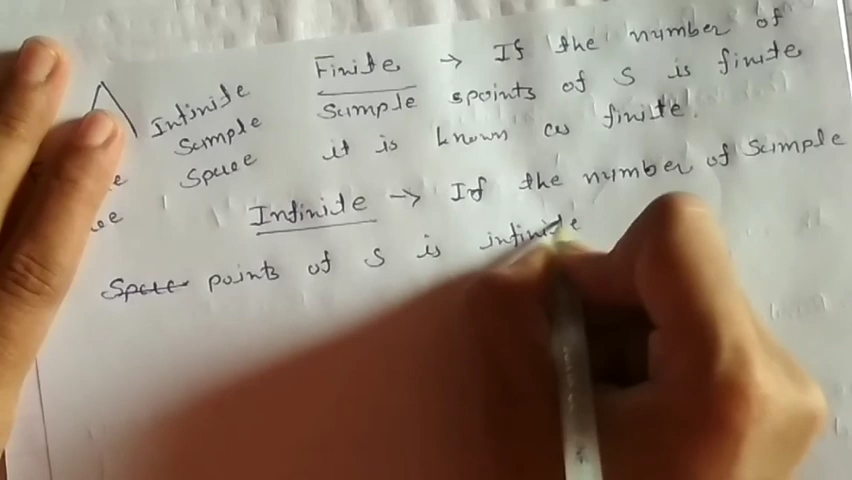 Finite → If the number of
Sample spoints of S is finite
it is known as finite.
Infinite
Sample
Space
Infinite → If the number of Sample
Space points of S is infinite